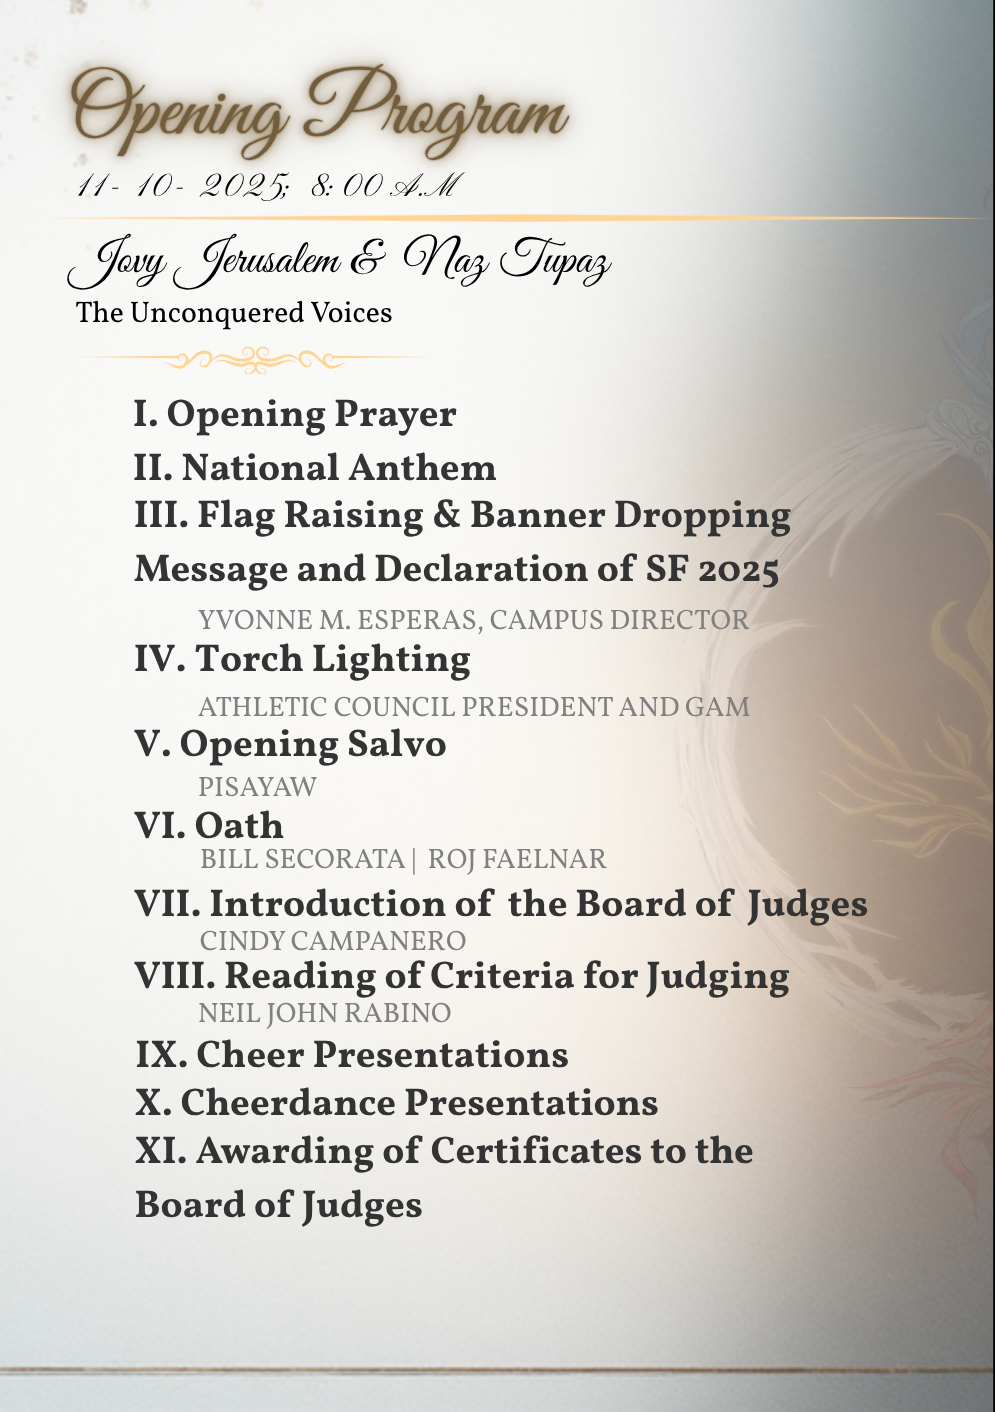 Opening Program
11- 10- 2025; 8: 00 A.M
Jovy Jerusalem & Naz Tupaz
The Unconquered Voices
I. Opening Prayer
II. National Anthem
III. Flag Raising & Banner Dropping
Message and Declaration of SF 2025
YVONNE M. ESPERAS, CAMPUS DIRECTOR
IV. Torch Lighting
ATHLETIC COUNCIL PRESIDENT AND GAM
V. Opening Salvo
PISAYAW
VI. Oath
BILL SECORATA | ROJ FAELNAR
VII. Introduction of the Board of Judges
CINDY CAMPANERO
VIII. Reading of Criteria for Judging
NEIL JOHN RABINO
IX. Cheer Presentations
X. Cheerdance Presentations
XI. Awarding of Certificates to the
Board of Judges